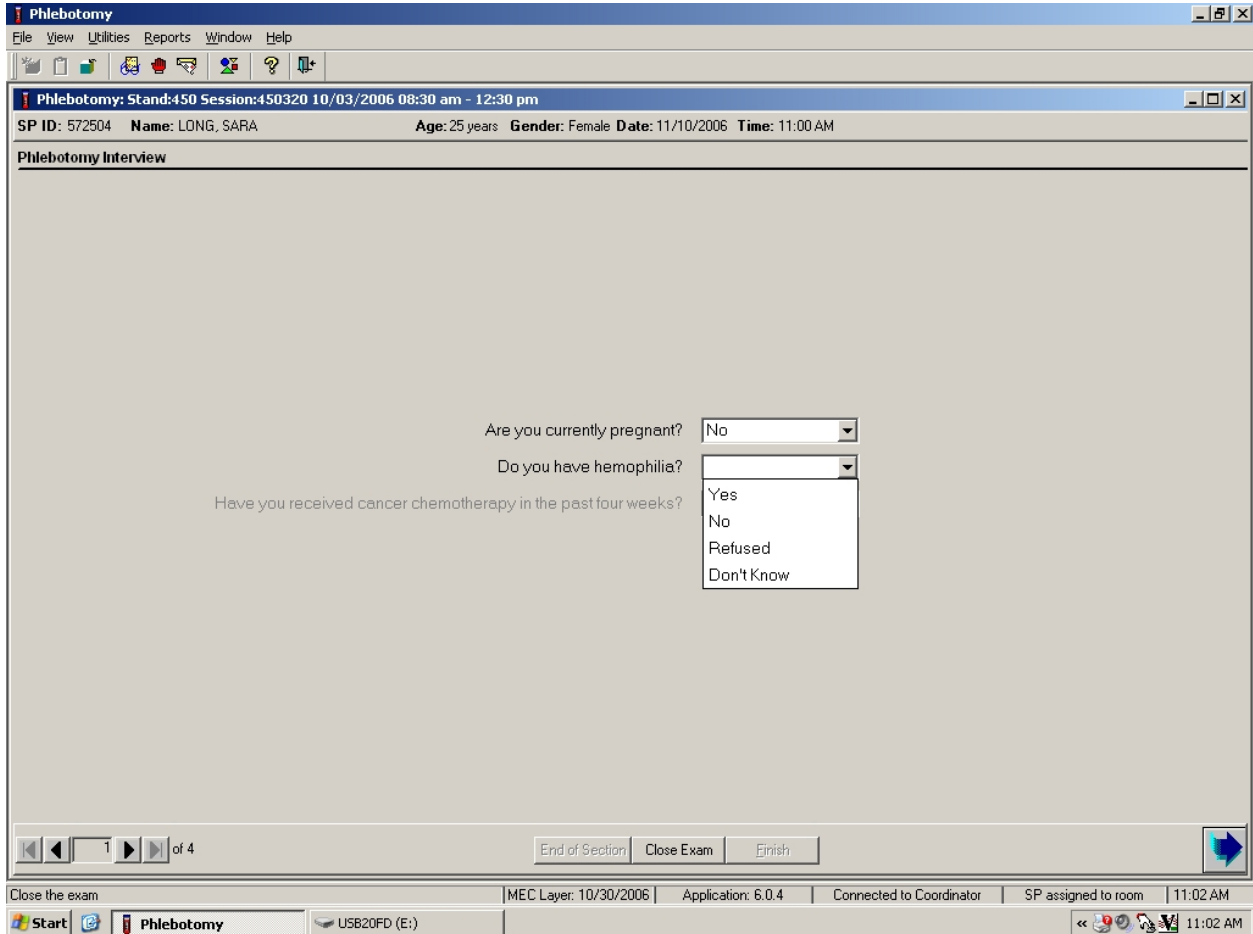 Phlebotomy
File View Utilities Reports Window Help
Phlebotomy: Stand:450 Session:450320 10/03/2006 08:30 am - 12:30 pm
SP ID: 572504 Name: LONG, SARA Age: 25 years Gender: Female Date: 11/10/2006 Time: 11:00 AM
Phlebotomy Interview
Are you currently pregnant? No
Do you have hemophilia?
Yes
Have you received cancer chemotherapy in the past four weeks?
No
Refused
Don't Know
1 of 4 End of Section Close Exam Finish
Close the exam MEC Layer: 10/30/2006 Application: 6.0.4 Connected to Coordinator SP assigned to room 11:02 AM
Start Phlebotomy USB20FD (E:) « 11:02 AM